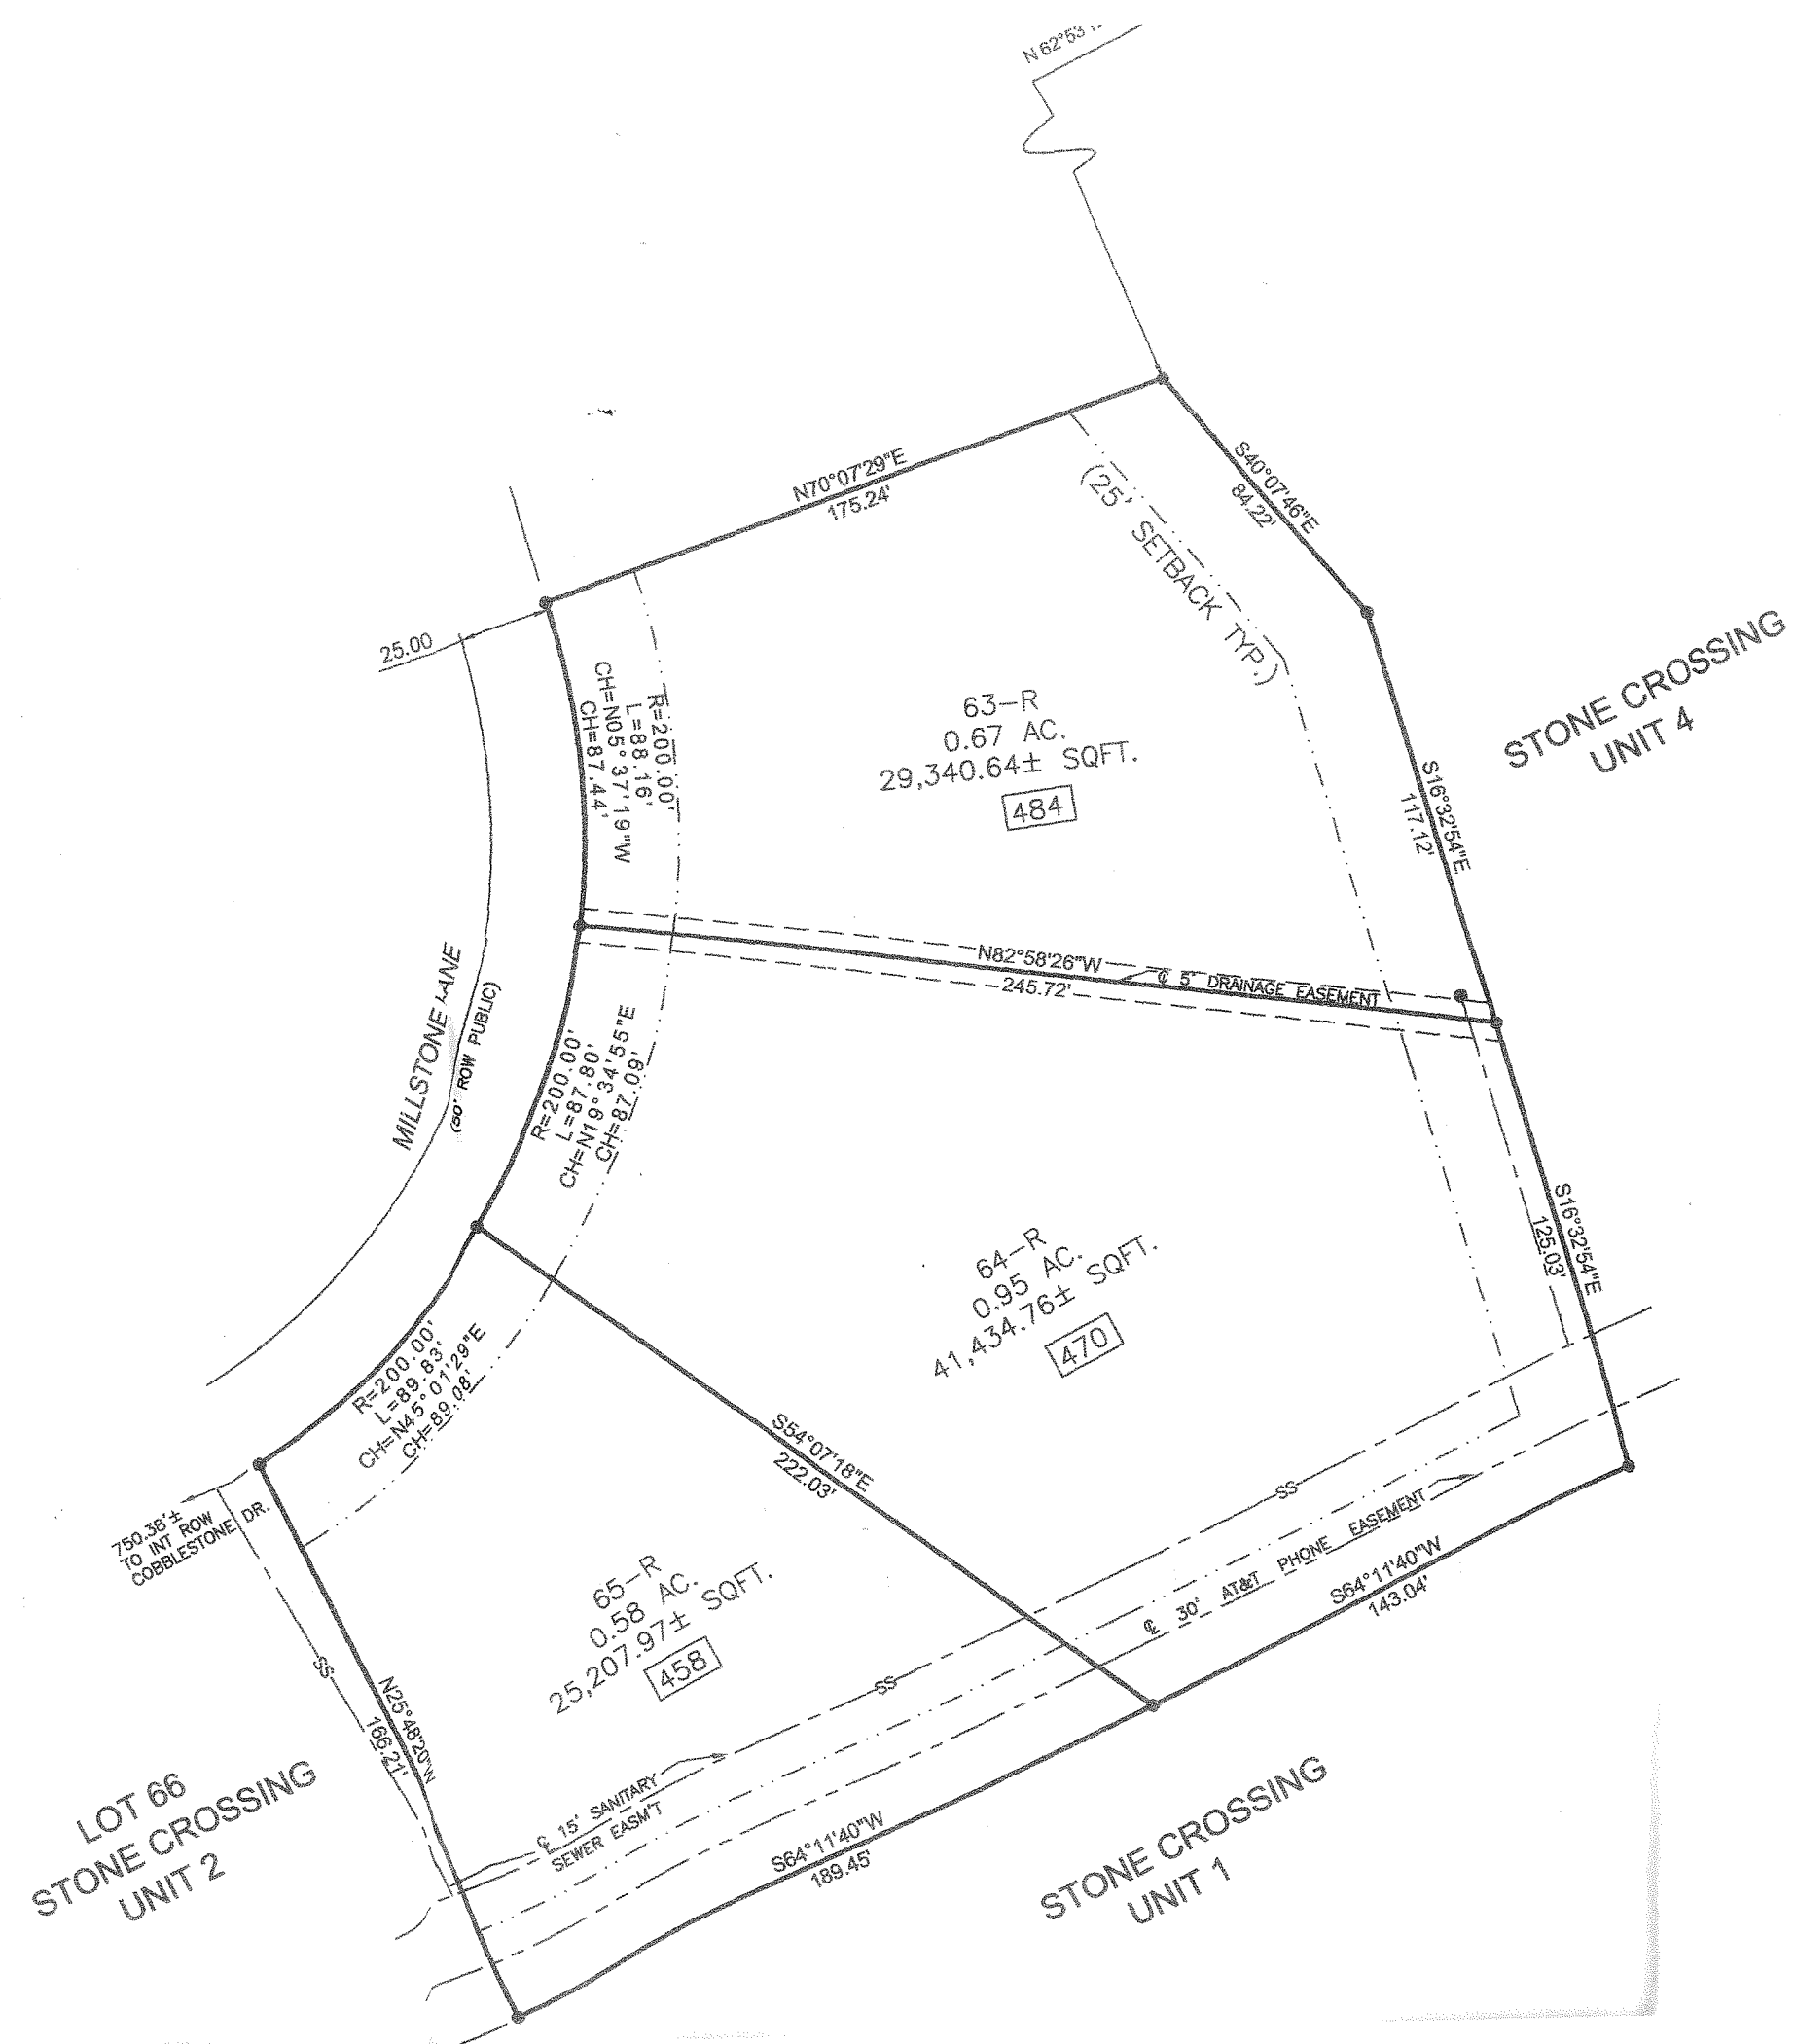 N 62°53'
N70°07'29"E
175.24'
S40°07'46"E
84.22'
(25' SETBACK TYP.)
25.00
R=200.00'
L=88.16'
CH=N05°37'19"W
CH=87.44'
63-R
0.67 AC.
29,340.64± SQFT.
484
S16°32'54"E
117.12'
STONE CROSSING
UNIT 4
N82°58'26"W
245.72'
℄ 5' DRAINAGE EASEMENT
MILLSTONE LANE
(50' ROW PUBLIC)
R=200.00'
L=87.80'
CH=N19°34'55"E
CH=87.09'
64-R
0.95 AC.
41,434.76± SQFT.
470
S16°32'54"E
125.03'
R=200.00'
L=89.83'
CH=N45°01'29"E
CH=89.08'
S54°07'18"E
222.03'
750.38'±
TO INT ROW
COBBLESTONE DR.
SS
65-R
0.58 AC.
25,207.97± SQFT.
458
SS
℄ 30' AT&T PHONE EASEMENT
S64°11'40"W
143.04'
SS
N25°48'20"W
166.21'
℄ 15' SANITARY
SEWER EASM'T
S64°11'40"W
189.45'
LOT 66
STONE CROSSING
UNIT 2
STONE CROSSING
UNIT 1